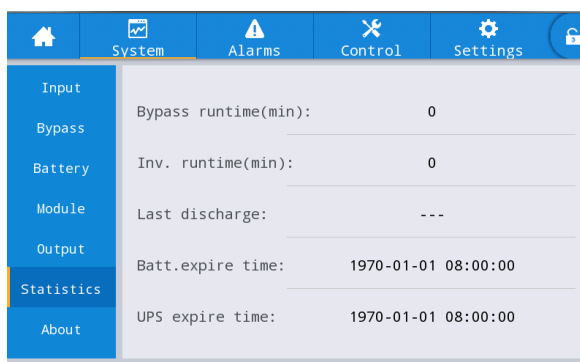 System Alarms Control Settings
Input
Bypass
Battery
Module
Output
Statistics
About
Bypass runtime(min): 0
Inv. runtime(min): 0
Last discharge: ---
Batt.expire time: 1970-01-01 08:00:00
UPS expire time: 1970-01-01 08:00:00